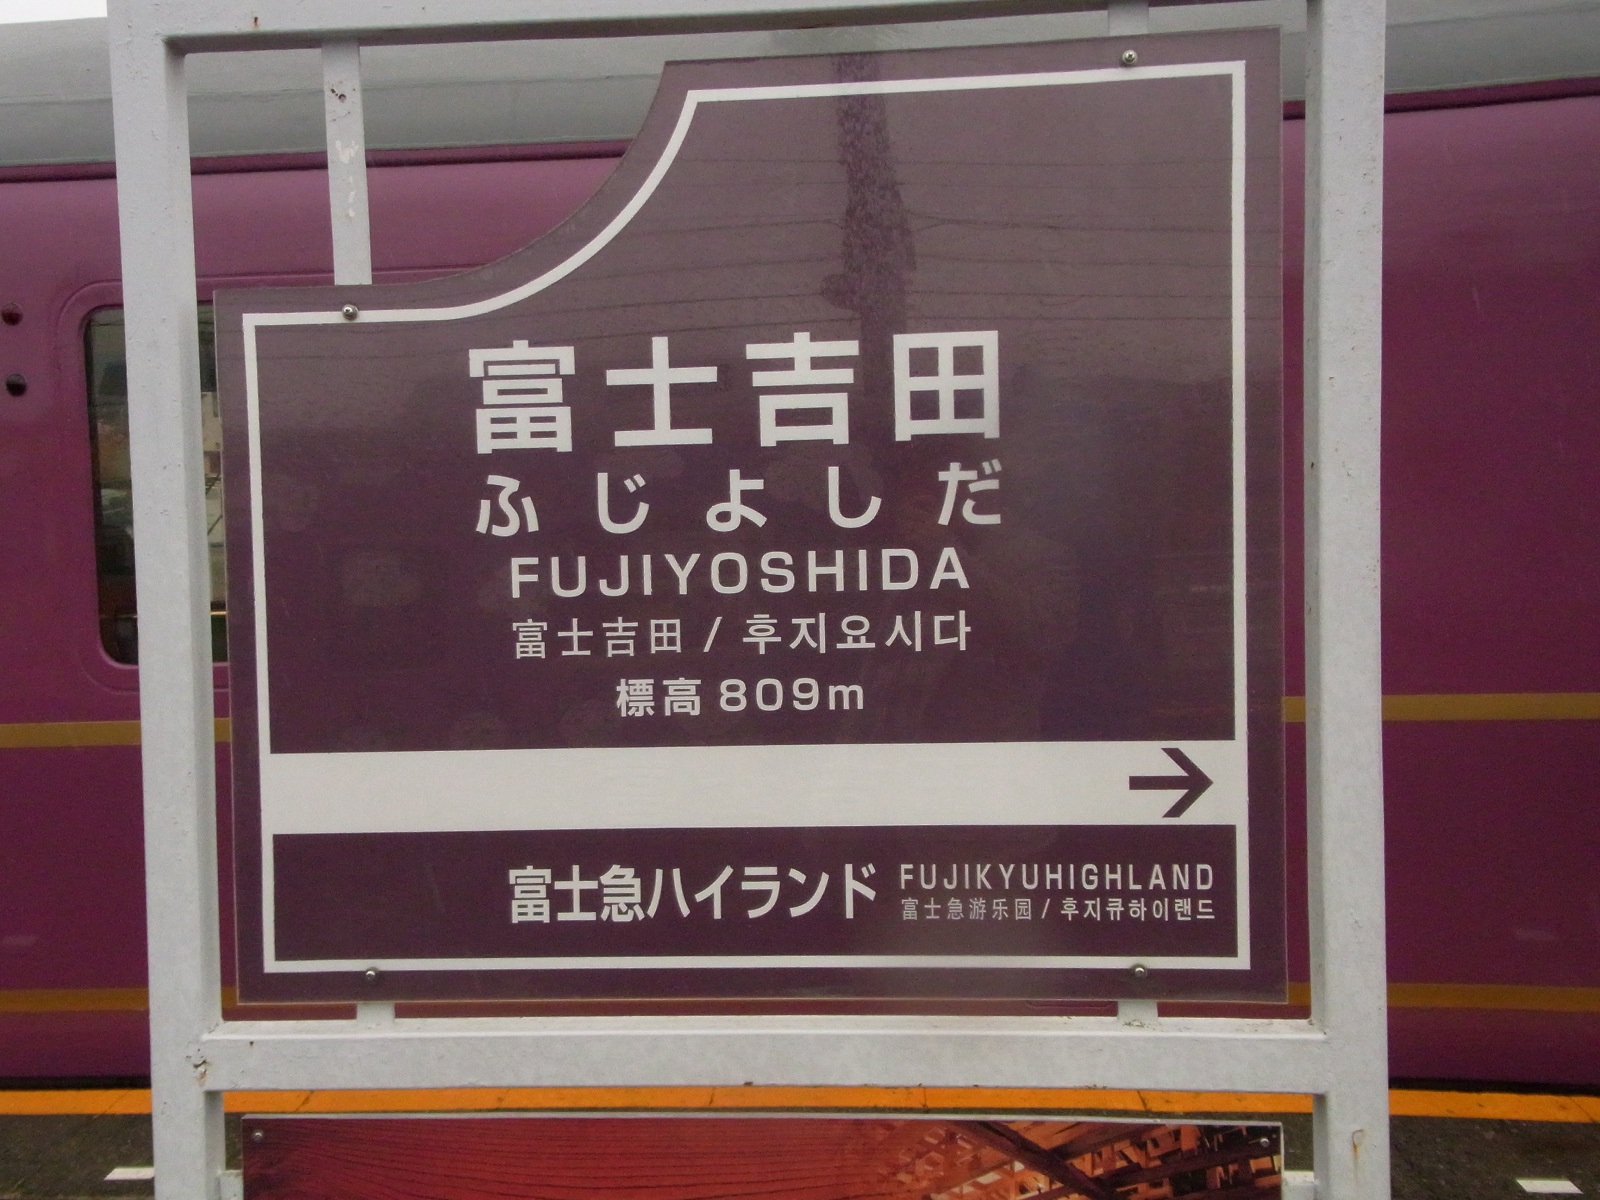 富士吉田
ふじよしだ
FUJIYOSHIDA
富士吉田 / 후지요시다
標高 809m
→
富士急ハイランド
FUJIKYUHIGHLAND
富士急游乐园 / 후지큐하이랜드